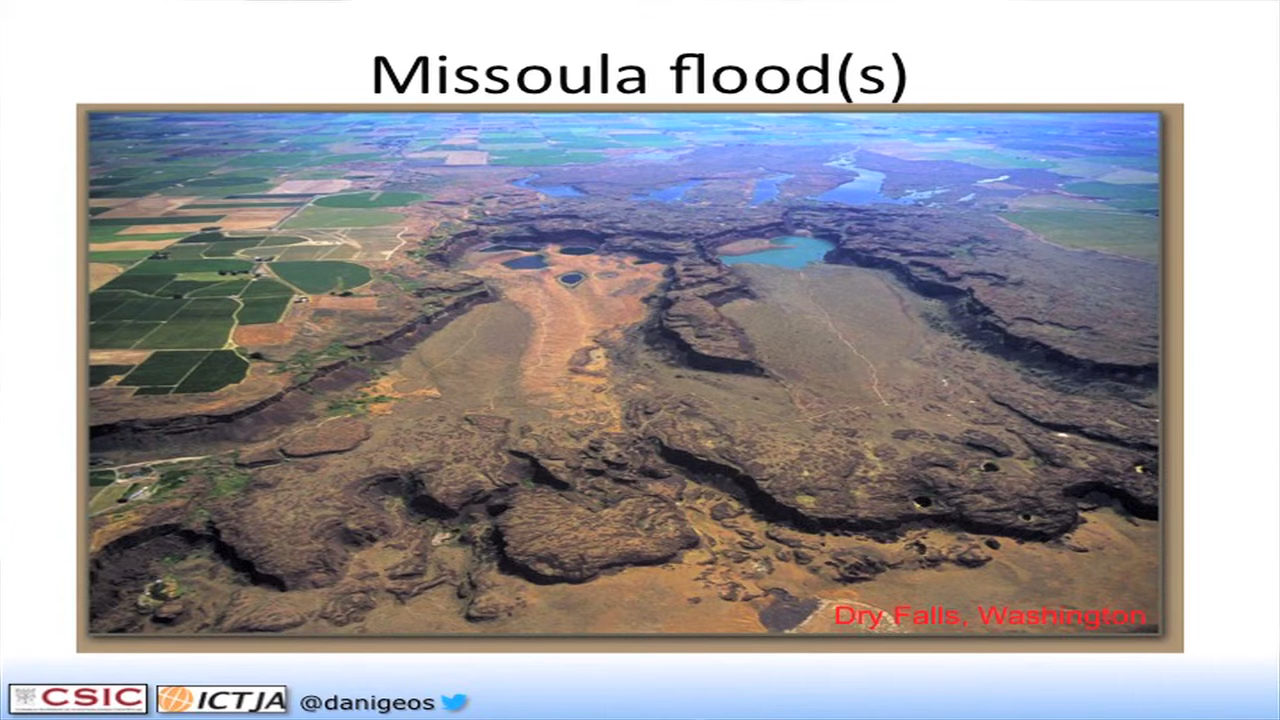 Missoula flood(s)
Dry Falls, Washington
CSIC
ICTJA
@danigeos